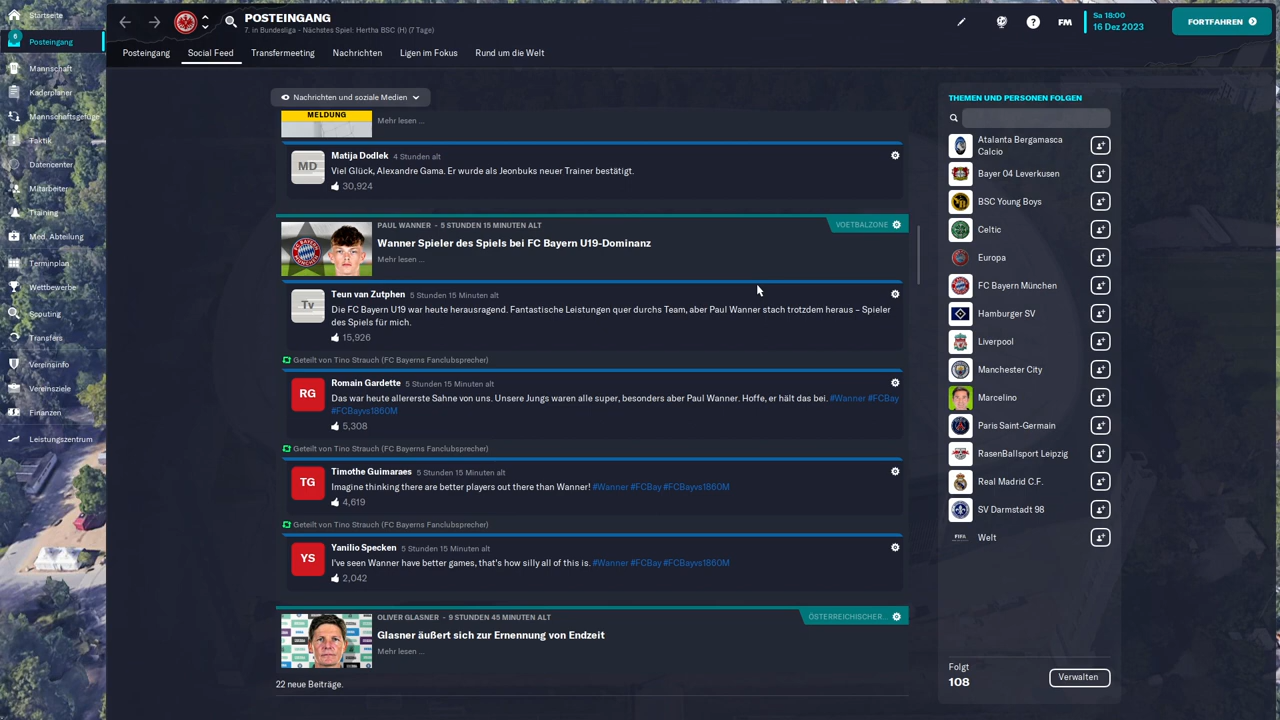 Startseite
6
Posteingang
Mannschaft
Kaderplaner
Mannschaftsgefüge
Taktik
Datencenter
Mitarbeiter
Training
Med. Abteilung
Terminplan
Wettbewerbe
Scouting
Transfers
Vereinsinfo
Vereinsziele
Finanzen
Leistungszentrum
POSTEINGANG
7. in Bundesliga - Nächstes Spiel: Hertha BSC (H) (7 Tage)
FM
Sa 18:00
16 Dez 2023
FORTFAHREN
Posteingang
Social Feed
Transfermeeting
Nachrichten
Ligen im Fokus
Rund um die Welt
Nachrichten und soziale Medien
MELDUNG
Mehr lesen ...
MD
Matija Dodlek 4 Stunden alt
Viel Glück, Alexandre Gama. Er wurde als Jeonbuks neuer Trainer bestätigt.
30,924
PAUL WANNER - 5 STUNDEN 15 MINUTEN ALT
VOETBALZONE
Wanner Spieler des Spiels bei FC Bayern U19-Dominanz
Mehr lesen ...
Tv
Teun van Zutphen 5 Stunden 15 Minuten alt
Die FC Bayern U19 war heute herausragend. Fantastische Leistungen quer durchs Team, aber Paul Wanner stach trotzdem heraus – Spieler
des Spiels für mich.
15,926
Geteilt von Tino Strauch (FC Bayerns Fanclubsprecher)
RG
Romain Gardette 5 Stunden 15 Minuten alt
Das war heute allererste Sahne von uns. Unsere Jungs waren alle super, besonders aber Paul Wanner. Hoffe, er hält das bei. #Wanner #FCBay
#FCBayvs1860M
5,308
Geteilt von Tino Strauch (FC Bayerns Fanclubsprecher)
TG
Timothe Guimaraes 5 Stunden 15 Minuten alt
Imagine thinking there are better players out there than Wanner! #Wanner #FCBay #FCBayvs1860M
4,619
Geteilt von Tino Strauch (FC Bayerns Fanclubsprecher)
YS
Yanilio Specken 5 Stunden 15 Minuten alt
I've seen Wanner have better games, that's how silly all of this is. #Wanner #FCBay #FCBayvs1860M
2,042
OLIVER GLASNER - 9 STUNDEN 45 MINUTEN ALT
ÖSTERREICHISCHER...
Glasner äußert sich zur Ernennung von Endzeit
Mehr lesen ...
22 neue Beiträge.
THEMEN UND PERSONEN FOLGEN
Atalanta Bergamasca
Calcio
Bayer 04 Leverkusen
BSC Young Boys
Celtic
Europa
FC Bayern München
Hamburger SV
Liverpool
Manchester City
Marcelino
Paris Saint-Germain
RasenBallsport Leipzig
Real Madrid C.F.
SV Darmstadt 98
FIFA
Welt
Folgt
108
Verwalten